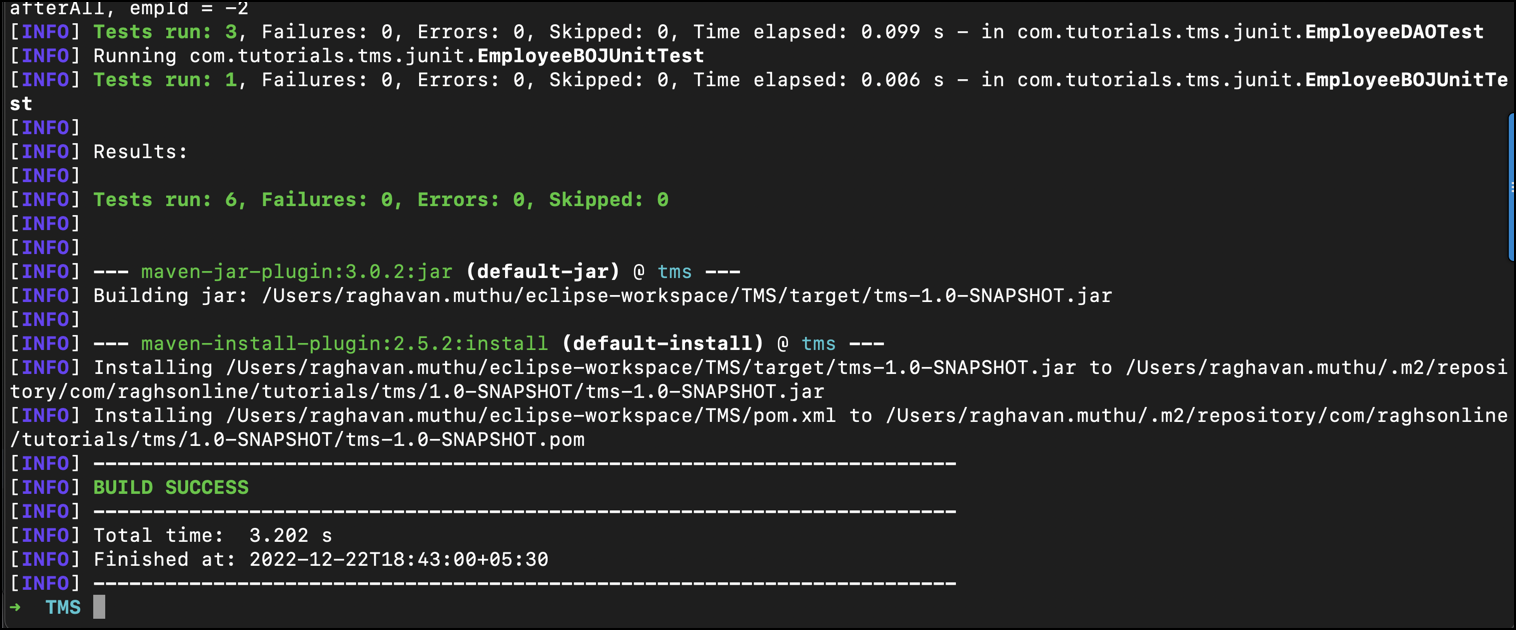 afterAll, empId = -2
[INFO] Tests run: 3, Failures: 0, Errors: 0, Skipped: 0, Time elapsed: 0.099 s - in com.tutorials.tms.junit.EmployeeDAOTest
[INFO] Running com.tutorials.tms.junit.EmployeeBOJUnitTest
[INFO] Tests run: 1, Failures: 0, Errors: 0, Skipped: 0, Time elapsed: 0.006 s - in com.tutorials.tms.junit.EmployeeBOJUnitTe
st
[INFO]
[INFO] Results:
[INFO]
[INFO] Tests run: 6, Failures: 0, Errors: 0, Skipped: 0
[INFO]
[INFO]
[INFO] --- maven-jar-plugin:3.0.2:jar (default-jar) @ tms ---
[INFO] Building jar: /Users/raghavan.muthu/eclipse-workspace/TMS/target/tms-1.0-SNAPSHOT.jar
[INFO]
[INFO] --- maven-install-plugin:2.5.2:install (default-install) @ tms ---
[INFO] Installing /Users/raghavan.muthu/eclipse-workspace/TMS/target/tms-1.0-SNAPSHOT.jar to /Users/raghavan.muthu/.m2/reposi
tory/com/raghsonline/tutorials/tms/1.0-SNAPSHOT/tms-1.0-SNAPSHOT.jar
[INFO] Installing /Users/raghavan.muthu/eclipse-workspace/TMS/pom.xml to /Users/raghavan.muthu/.m2/repository/com/raghsonline
/tutorials/tms/1.0-SNAPSHOT/tms-1.0-SNAPSHOT.pom
[INFO] ------------------------------------------------------------------------
[INFO] BUILD SUCCESS
[INFO] ------------------------------------------------------------------------
[INFO] Total time:  3.202 s
[INFO] Finished at: 2022-12-22T18:43:00+05:30
[INFO] ------------------------------------------------------------------------
➜  TMS